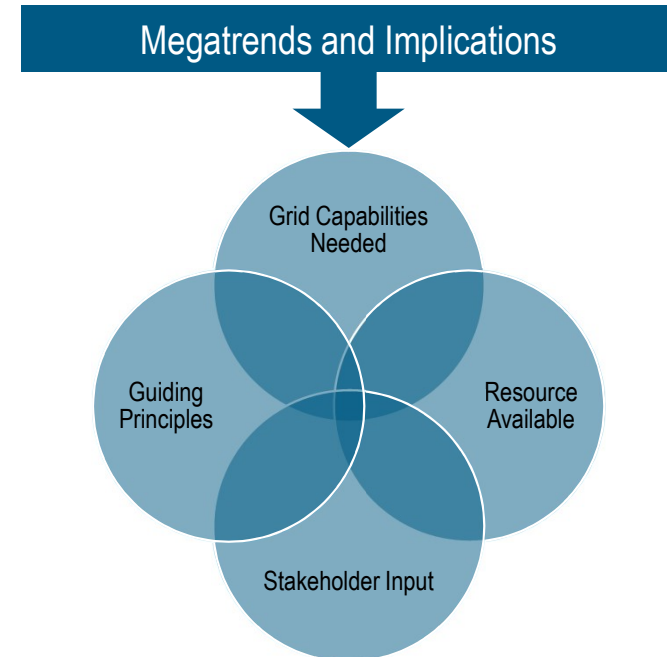 Megatrends and Implications
Grid Capabilities
Needed
Guiding
Principles
Resource
Available
Stakeholder Input